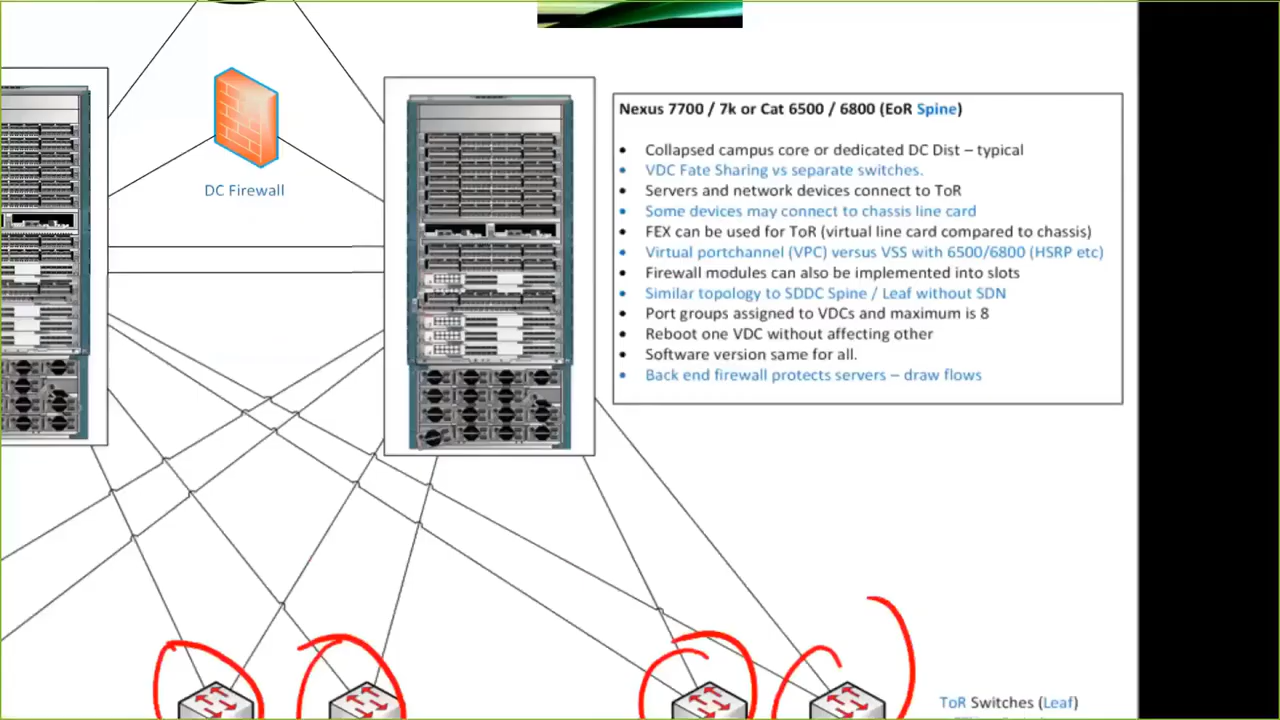 DC Firewall
Nexus 7700 / 7k or Cat 6500 / 6800 (EoR Spine)
• Collapsed campus core or dedicated DC Dist – typical
• VDC Fate Sharing vs separate switches.
• Servers and network devices connect to ToR
• Some devices may connect to chassis line card
• FEX can be used for ToR (virtual line card compared to chassis)
• Virtual portchannel (VPC) versus VSS with 6500/6800 (HSRP etc)
• Firewall modules can also be implemented into slots
• Similar topology to SDDC Spine / Leaf without SDN
• Port groups assigned to VDCs and maximum is 8
• Reboot one VDC without affecting other
• Software version same for all.
• Back end firewall protects servers – draw flows
ToR Switches (Leaf)